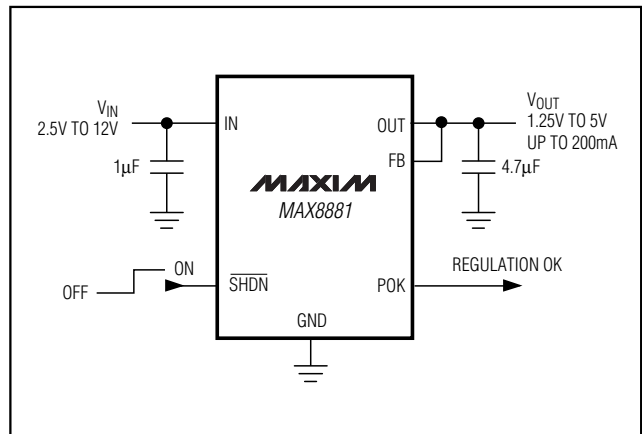 VIN
2.5V TO 12V
1μF
IN
OUT
FB
VOUT
1.25V TO 5V
UP TO 200mA
4.7μF
MAXIM
MAX8881
OFF
ON
SHDN
POK
REGULATION OK
GND